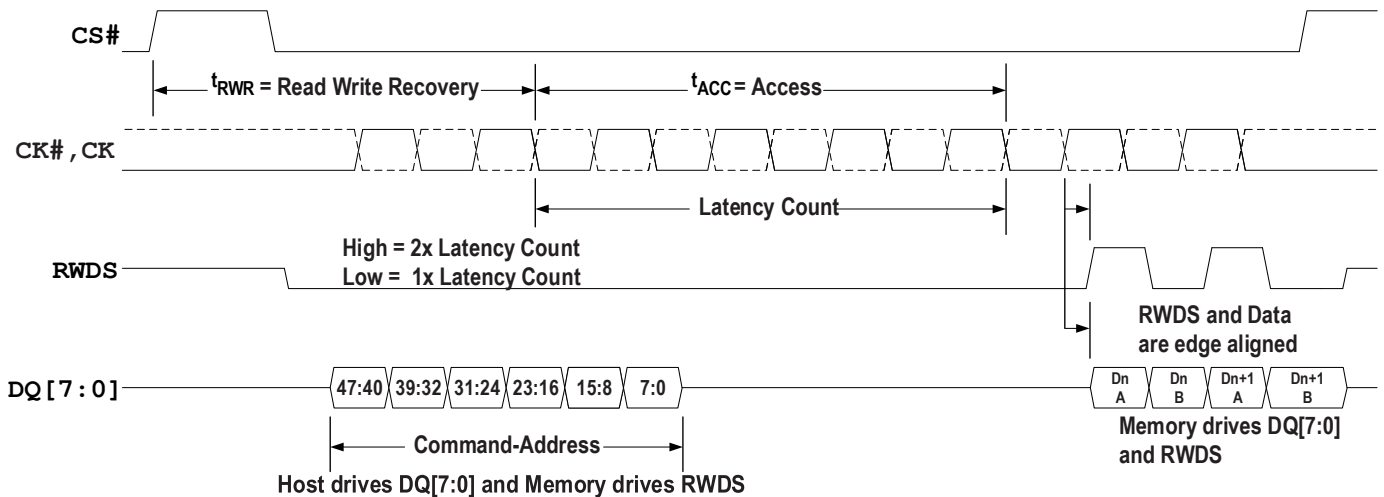 CS#
tRWR = Read Write Recovery
tACC = Access
CK#, CK
Latency Count
High = 2x Latency Count
Low = 1x Latency Count
RWDS
RWDS and Data
are edge aligned
DQ[7:0]
47:40 39:32 31:24 23:16 15:8 7:0
Dn A Dn B Dn+1 A Dn+1 B
Command-Address
Memory drives DQ[7:0]
and RWDS
Host drives DQ[7:0] and Memory drives RWDS